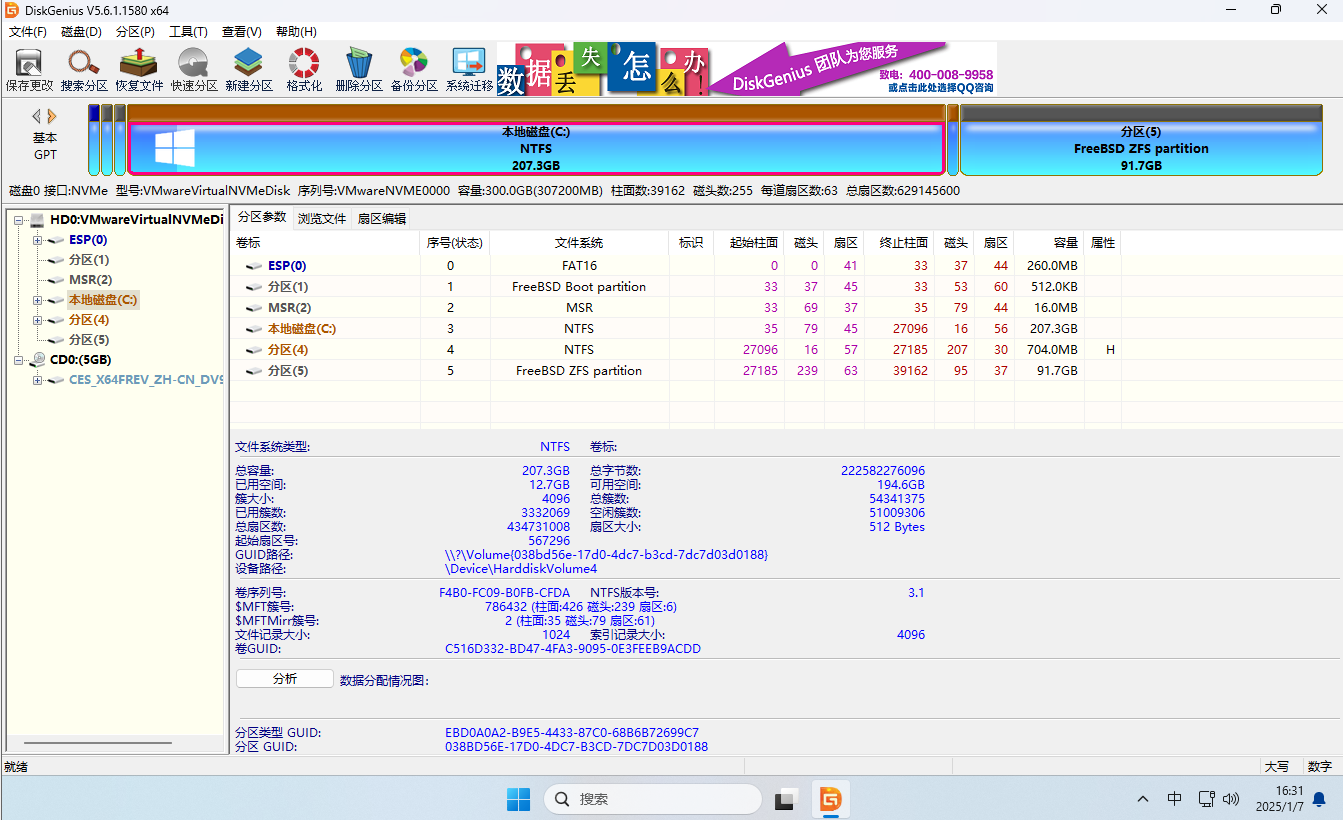 DiskGenius V5.6.1.1580 x64
文件(F) 磁盘(D) 分区(P) 工具(T) 查看(V) 帮助(H)
保存更改 搜索分区 恢复文件 快速分区 新建分区 格式化 删除分区 备份分区 系统迁移
数据丢失怎么办!
DiskGenius 团队为您服务
致电: 400-008-9958
或点击此处选择QQ咨询
基本
GPT
本地磁盘(C:)
NTFS
207.3GB
分区(5)
FreeBSD ZFS partition
91.7GB
磁盘0 接口:NVMe 型号:VMwareVirtualNVMeDisk 序列号:VMwareNVME0000 容量:300.0GB(307200MB) 柱面数:39162 磁头数:255 每道扇区数:63 总扇区数:629145600
HD0:VMwareVirtualNVMeDi
ESP(0)
分区(1)
MSR(2)
本地磁盘(C:)
分区(4)
分区(5)
CD0:(5GB)
CES_X64FREV_ZH-CN_DV9
分区参数 浏览文件 扇区编辑
卷标 序号(状态) 文件系统 标识 起始柱面 磁头 扇区 终止柱面 磁头 扇区 容量 属性
ESP(0) 0 FAT16 0 0 41 33 37 44 260.0MB
分区(1) 1 FreeBSD Boot partition 33 37 45 33 53 60 512.0KB
MSR(2) 2 MSR 33 69 37 35 79 44 16.0MB
本地磁盘(C:) 3 NTFS 35 79 45 27096 16 56 207.3GB
分区(4) 4 NTFS 27096 16 57 27185 207 30 704.0MB H
分区(5) 5 FreeBSD ZFS partition 27185 239 63 39162 95 37 91.7GB
文件系统类型: NTFS 卷标:
总容量: 207.3GB 总字节数: 222582276096
已用空间: 12.7GB 可用空间: 194.6GB
簇大小: 4096 总簇数: 54341375
已用簇数: 3332069 空闲簇数: 51009306
总扇区数: 434731008 扇区大小: 512 Bytes
起始扇区号: 567296
GUID路径: \\?\Volume{038bd56e-17d0-4dc7-b3cd-7dc7d03d0188}
设备路径: \Device\HarddiskVolume4
卷序列号: F4B0-FC09-B0FB-CFDA NTFS版本号: 3.1
$MFT簇号: 786432 (柱面:426 磁头:239 扇区:6)
$MFTMirr簇号: 2 (柱面:35 磁头:79 扇区:61)
文件记录大小: 1024 索引记录大小: 4096
卷GUID: C516D332-BD47-4FA3-9095-0E3FEEB9ACDD
分析 数据分配情况图:
分区类型 GUID: EBD0A0A2-B9E5-4433-87C0-68B6B72699C7
分区 GUID: 038BD56E-17D0-4DC7-B3CD-7DC7D03D0188
就绪 大写 数字
搜索
中
16:31
2025/1/7